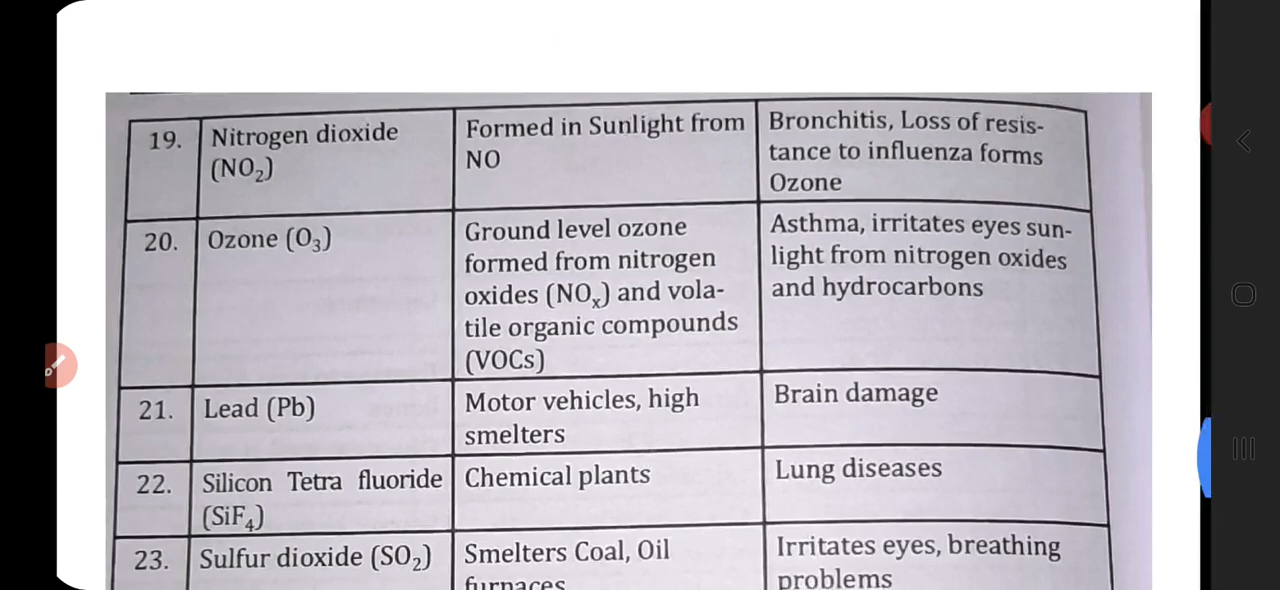 19.
Nitrogen dioxide
(NO₂)
Formed in Sunlight from
NO
Bronchitis, Loss of resis-
tance to influenza forms
Ozone
20.
Ozone (O₃)
Ground level ozone
formed from nitrogen
oxides (NOₓ) and vola-
tile organic compounds
(VOCs)
Asthma, irritates eyes sun-
light from nitrogen oxides
and hydrocarbons
21.
Lead (Pb)
Motor vehicles, high
smelters
Brain damage
22.
Silicon Tetra fluoride
(SiF₄)
Chemical plants
Lung diseases
23.
Sulfur dioxide (SO₂)
Smelters Coal, Oil
furnaces
Irritates eyes, breathing
problems